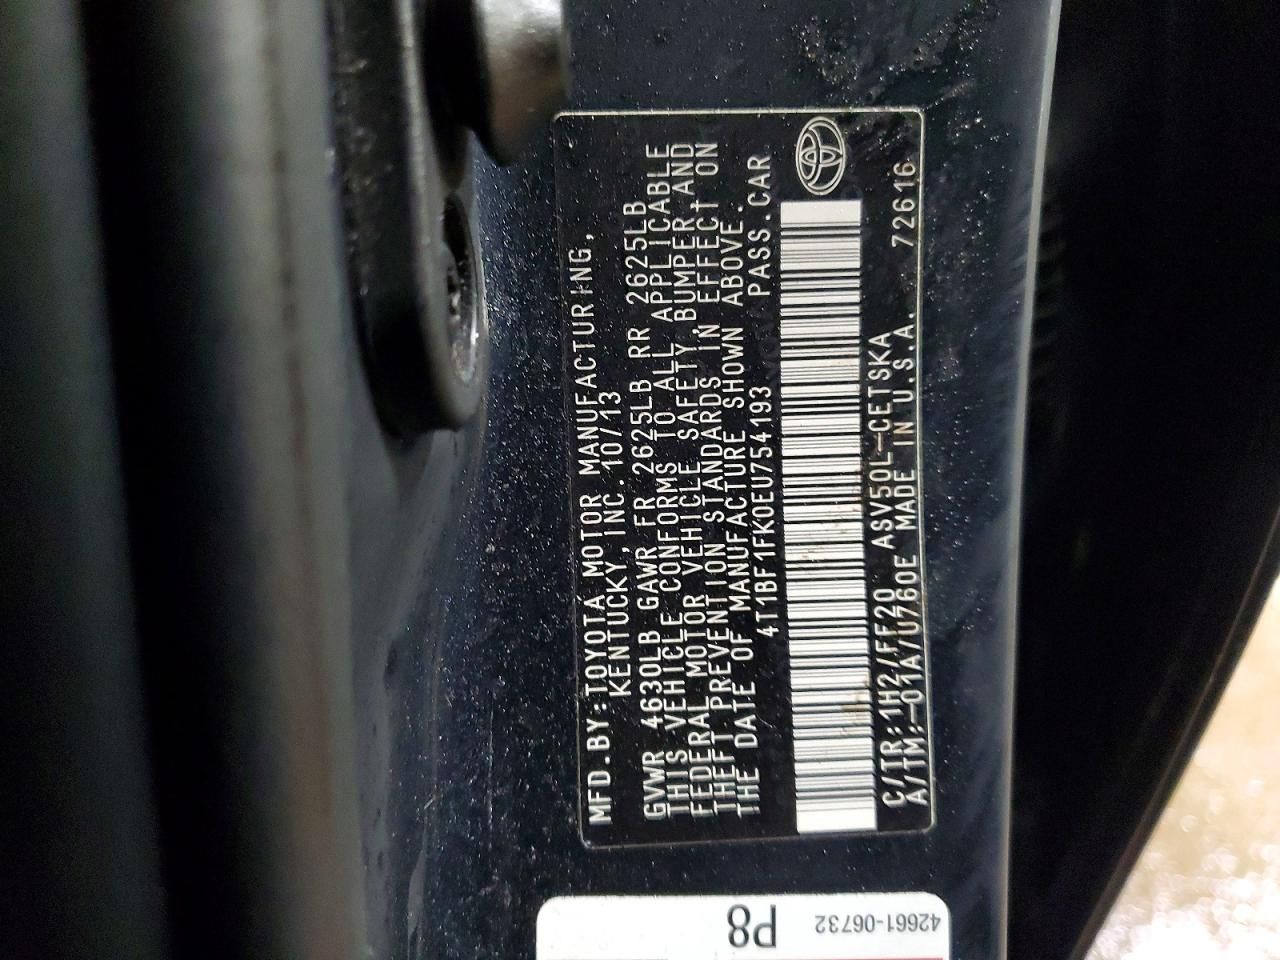 MFD.BY:TOYOTA MOTOR MANUFACTURING,
KENTUCKY, INC. 10/13
GVWR 4630LB GAWR FR 2625LB RR 2625LB
THIS VEHICLE CONFORMS TO ALL APPLICABLE
FEDERAL MOTOR VEHICLE SAFETY, BUMPER AND
THEFT PREVENTION STANDARDS IN EFFECT ON
THE DATE OF MANUFACTURE SHOWN ABOVE.
4T1BF1FK0EU754193 PASS.CAR
C/TR:1H2/FF20 ASV50L-CETSKA
A/TM:-01A/U760E MADE IN U.S.A. 72616
P8
42661-06732